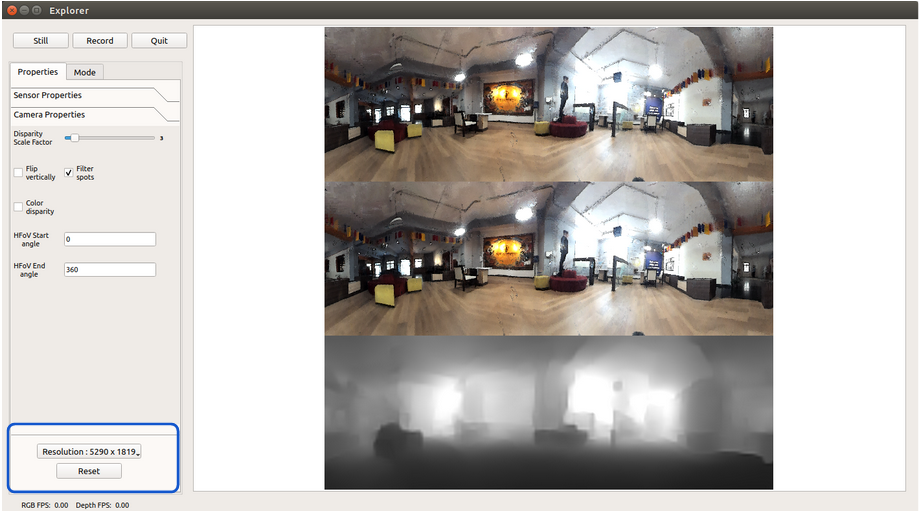 Explorer
Still Record Quit
Properties Mode
Sensor Properties
Camera Properties
Disparity
Scale Factor
3
Flip
vertically
Filter
spots
Color
disparity
HFoV Start
angle
0
HFoV End
angle
360
Resolution : 5290 x 1819
Reset
RGB FPS: 0.00 Depth FPS: 0.00